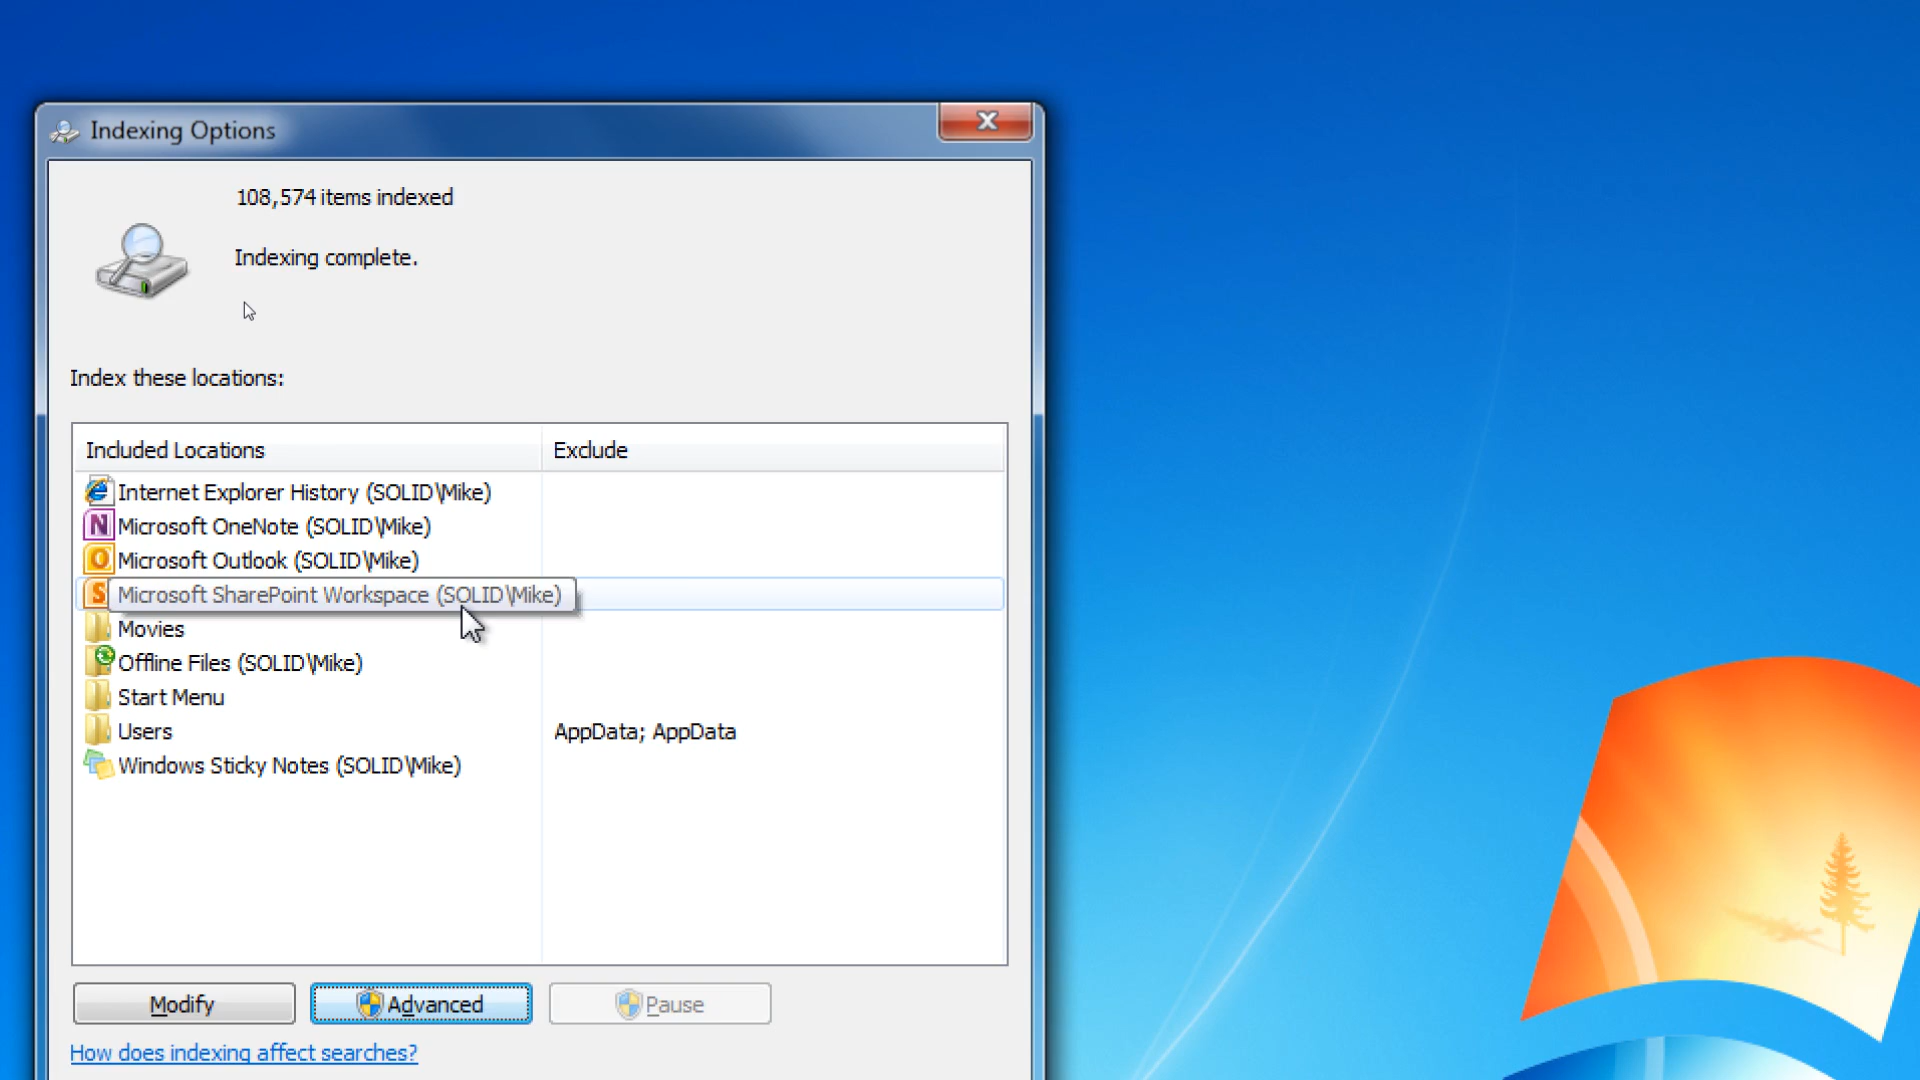 Indexing Options
108,574 items indexed
Indexing complete.
Index these locations:
Included Locations Exclude
Internet Explorer History (SOLID\Mike)
Microsoft OneNote (SOLID\Mike)
Microsoft Outlook (SOLID\Mike)
Microsoft SharePoint Workspace (SOLID\Mike)
Movies
Offline Files (SOLID\Mike)
Start Menu
Users AppData; AppData
Windows Sticky Notes (SOLID\Mike)
Modify Advanced Pause
How does indexing affect searches?